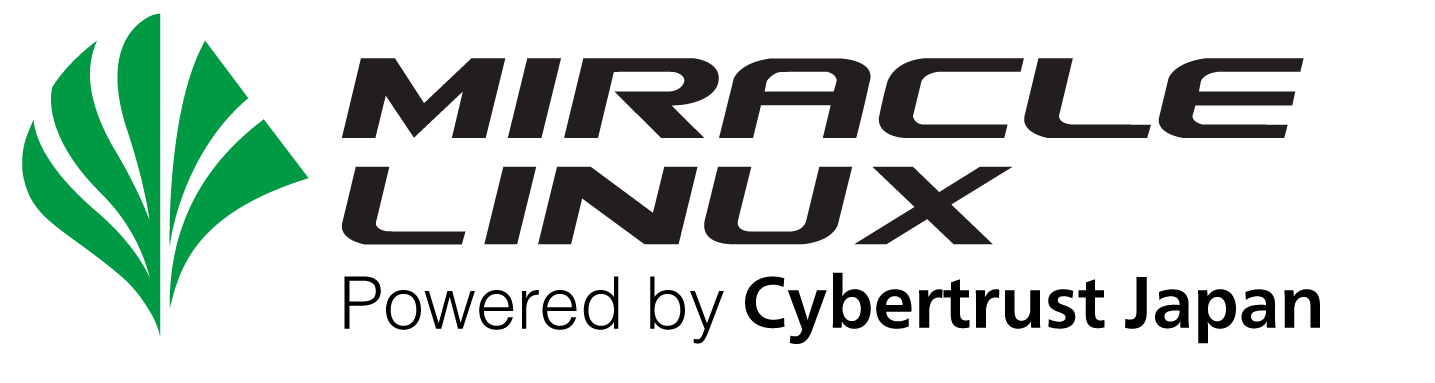 MIRACLE
LINUX
Powered by Cybertrust Japan